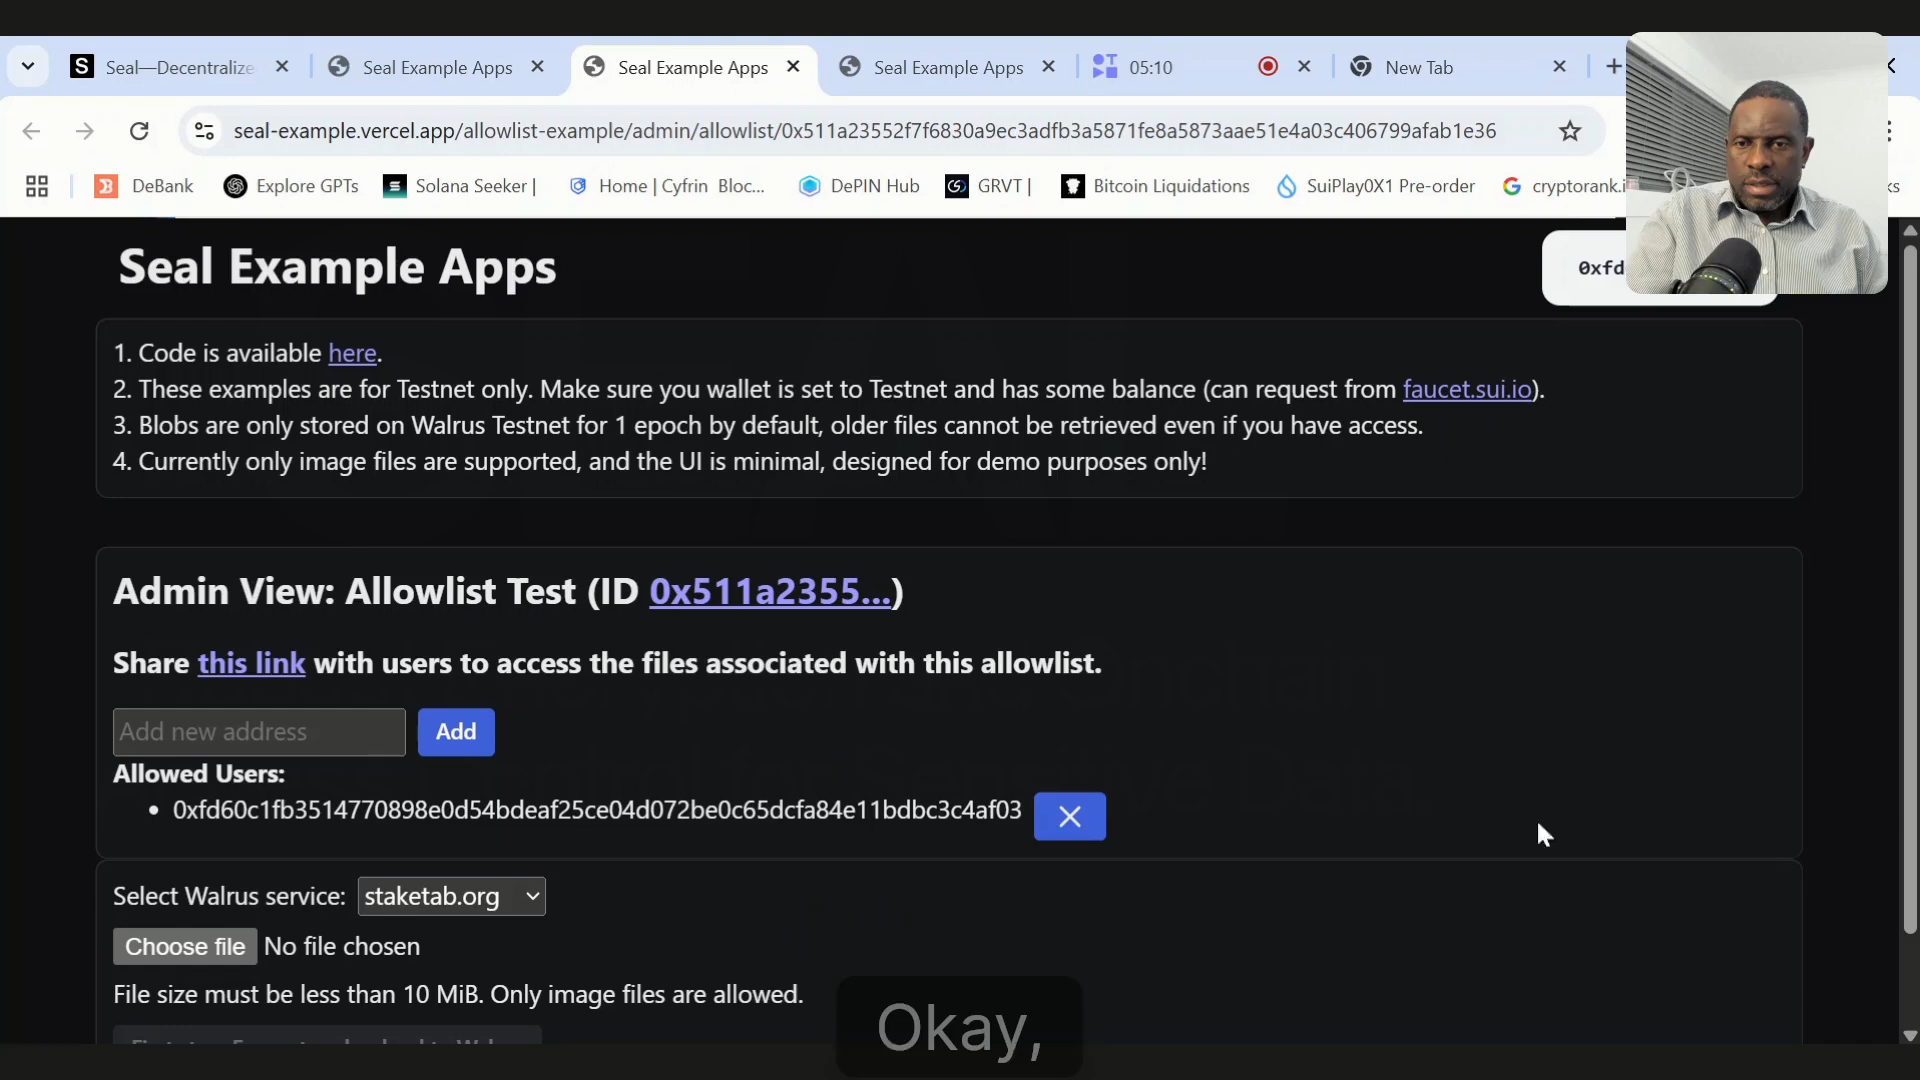 Seal—Decentralize
Seal Example Apps
Seal Example Apps
Seal Example Apps
05:10
New Tab
seal-example.vercel.app/allowlist-example/admin/allowlist/0x511a23552f7f6830a9ec3adfb3a5871fe8a5873aae51e4a03c406799afab1e36
DeBank
Explore GPTs
Solana Seeker |
Home | Cyfrin Bloc...
DePIN Hub
GRVT |
Bitcoin Liquidations
SuiPlay0X1 Pre-order
cryptorank.i
Seal Example Apps
0xfd
1. Code is available here.
2. These examples are for Testnet only. Make sure you wallet is set to Testnet and has some balance (can request from faucet.sui.io).
3. Blobs are only stored on Walrus Testnet for 1 epoch by default, older files cannot be retrieved even if you have access.
4. Currently only image files are supported, and the UI is minimal, designed for demo purposes only!
Admin View: Allowlist Test (ID 0x511a2355...)
Share this link with users to access the files associated with this allowlist.
Add new address
Add
Allowed Users:
• 0xfd60c1fb3514770898e0d54bdeaf25ce04d072be0c65dcfa84e11bdbc3c4af03
Select Walrus service: staketab.org
Choose file No file chosen
File size must be less than 10 MiB. Only image files are allowed.
Okay,